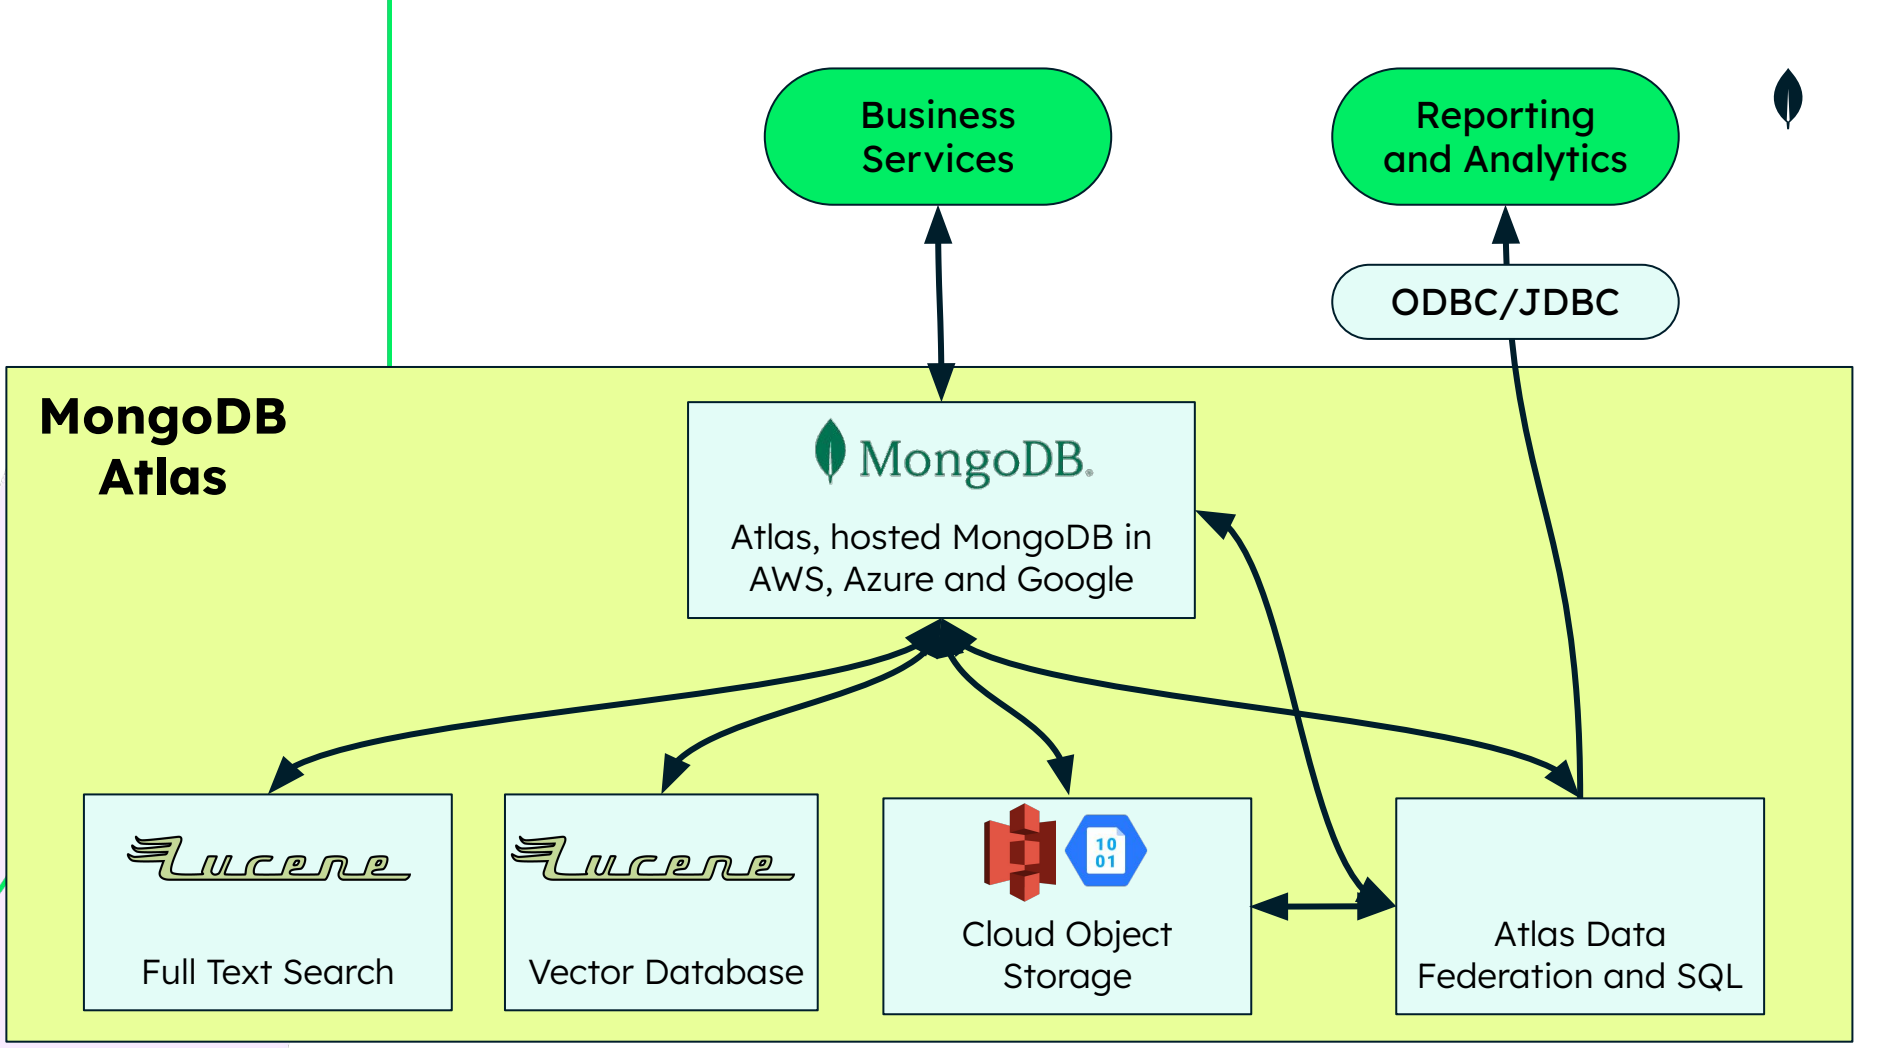 Business
Services
Reporting
and Analytics
ODBC/JDBC
MongoDB
Atlas
MongoDB®
Atlas, hosted MongoDB in
AWS, Azure and Google
Lucene
Full Text Search
Lucene
Vector Database
10
01
Cloud Object
Storage
Atlas Data
Federation and SQL